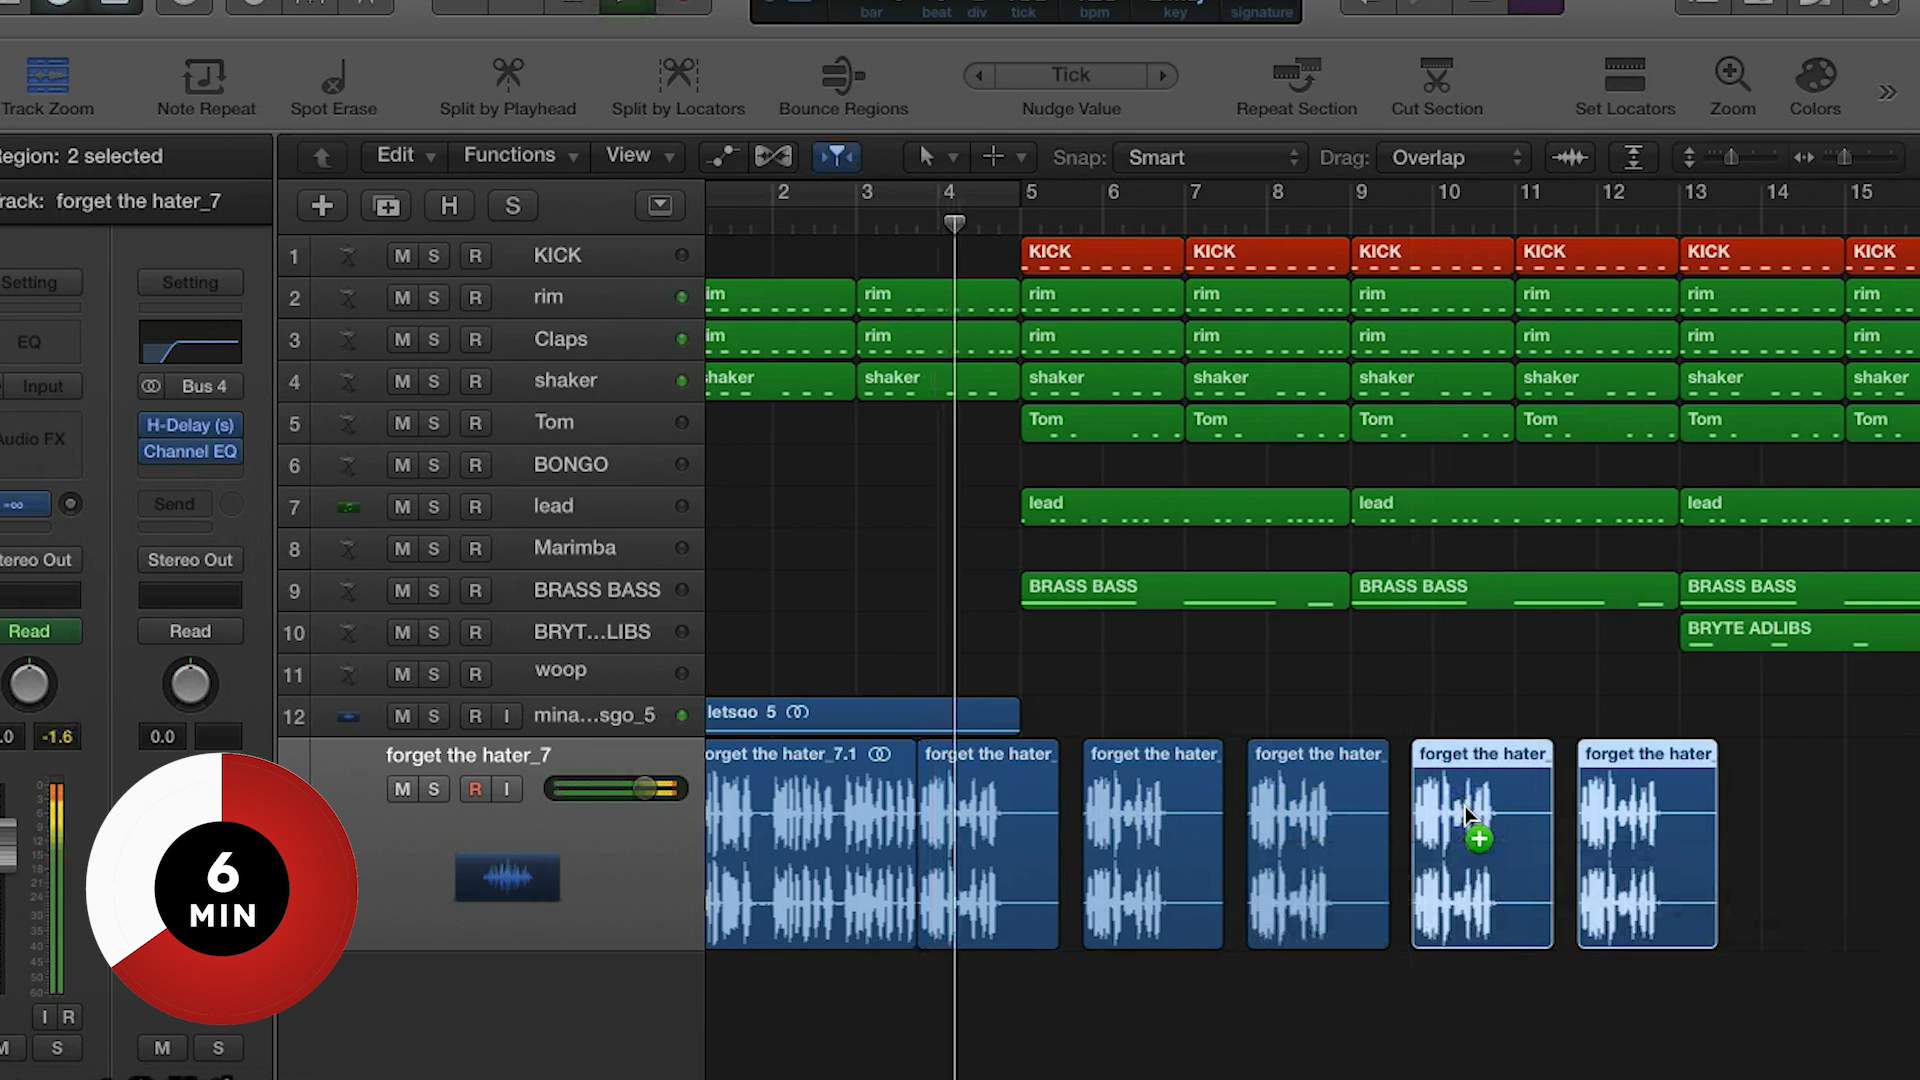 bar beat div tick bpm key signature
Track Zoom Note Repeat Spot Erase Split by Playhead Split by Locators Bounce Regions Tick Nudge Value Repeat Section Cut Section Set Locators Zoom Colors
egion: 2 selected
Edit Functions View Snap: Smart Drag: Overlap
rack: forget the hater_7
H S
2 3 4 5 6 7 8 9 10 11 12 13 14 15
1 M S R KICK KICK KICK KICK KICK KICK KICK
Setting Setting
2 M S R rim im rim rim rim rim rim rim rim
EQ
3 M S R Claps im rim rim rim rim rim rim rim
Input Bus 4
4 M S R shaker shaker shaker shaker shaker shaker shaker shaker shaker
Audio FX H-Delay (s)
Channel EQ
5 M S R Tom Tom Tom Tom Tom Tom Tom
6 M S R BONGO
-∞ Send
7 M S R lead lead lead lead
tereo Out Stereo Out
8 M S R Marimba
9 M S R BRASS BASS BRASS BASS BRASS BASS BRASS BASS
Read Read
10 M S R BRYT...LIBS BRYTE ADLIBS
11 M S R woop
.0 -1.6 0.0
12 M S R I mina...sgo_5 letsgo 5
forget the hater_7 orget the hater_7.1 forget the hater_ forget the hater_ forget the hater_ forget the hater_ forget the hater_
M S R I
6
MIN
I R
M S M S